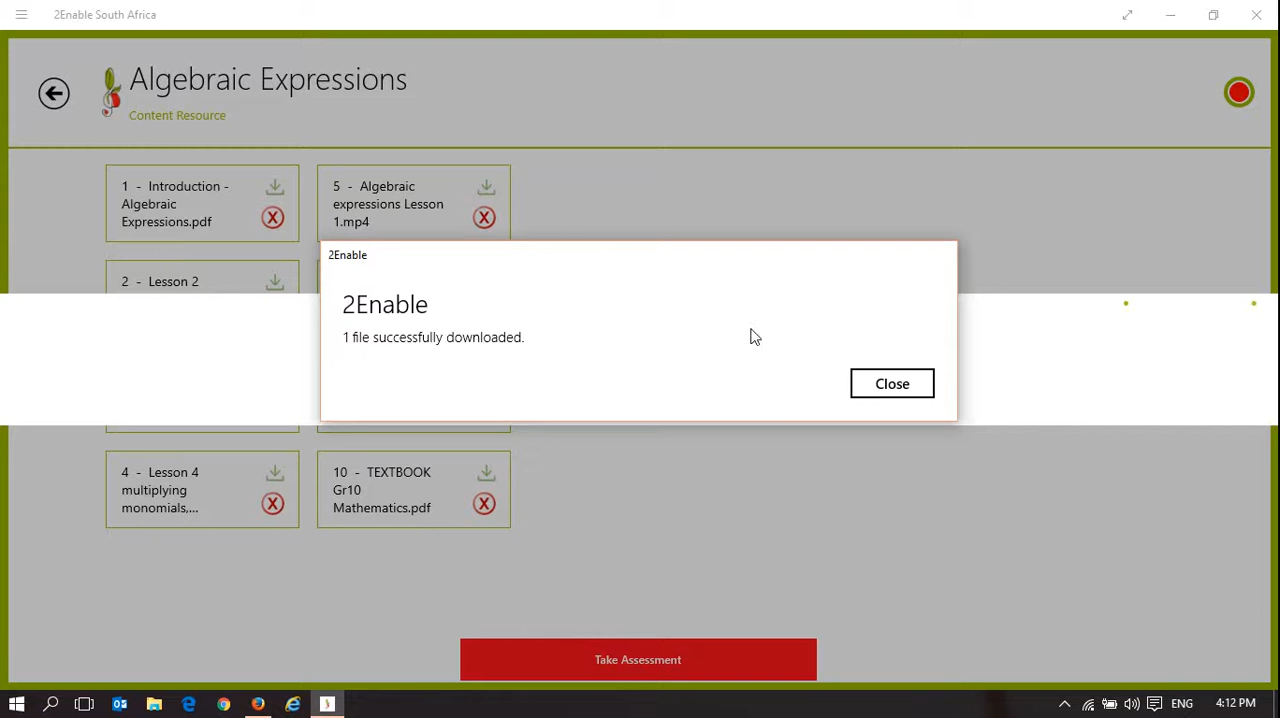 2Enable South Africa
Algebraic Expressions
Content Resource
1 - Introduction -
Algebraic
Expressions.pdf
5 - Algebraic
expressions Lesson
1.mp4
2 - Lesson 2
2Enable
2Enable
1 file successfully downloaded.
Close
4 - Lesson 4
multiplying
monomials,...
10 - TEXTBOOK
Gr10
Mathematics.pdf
Take Assessment
ENG
4:12 PM